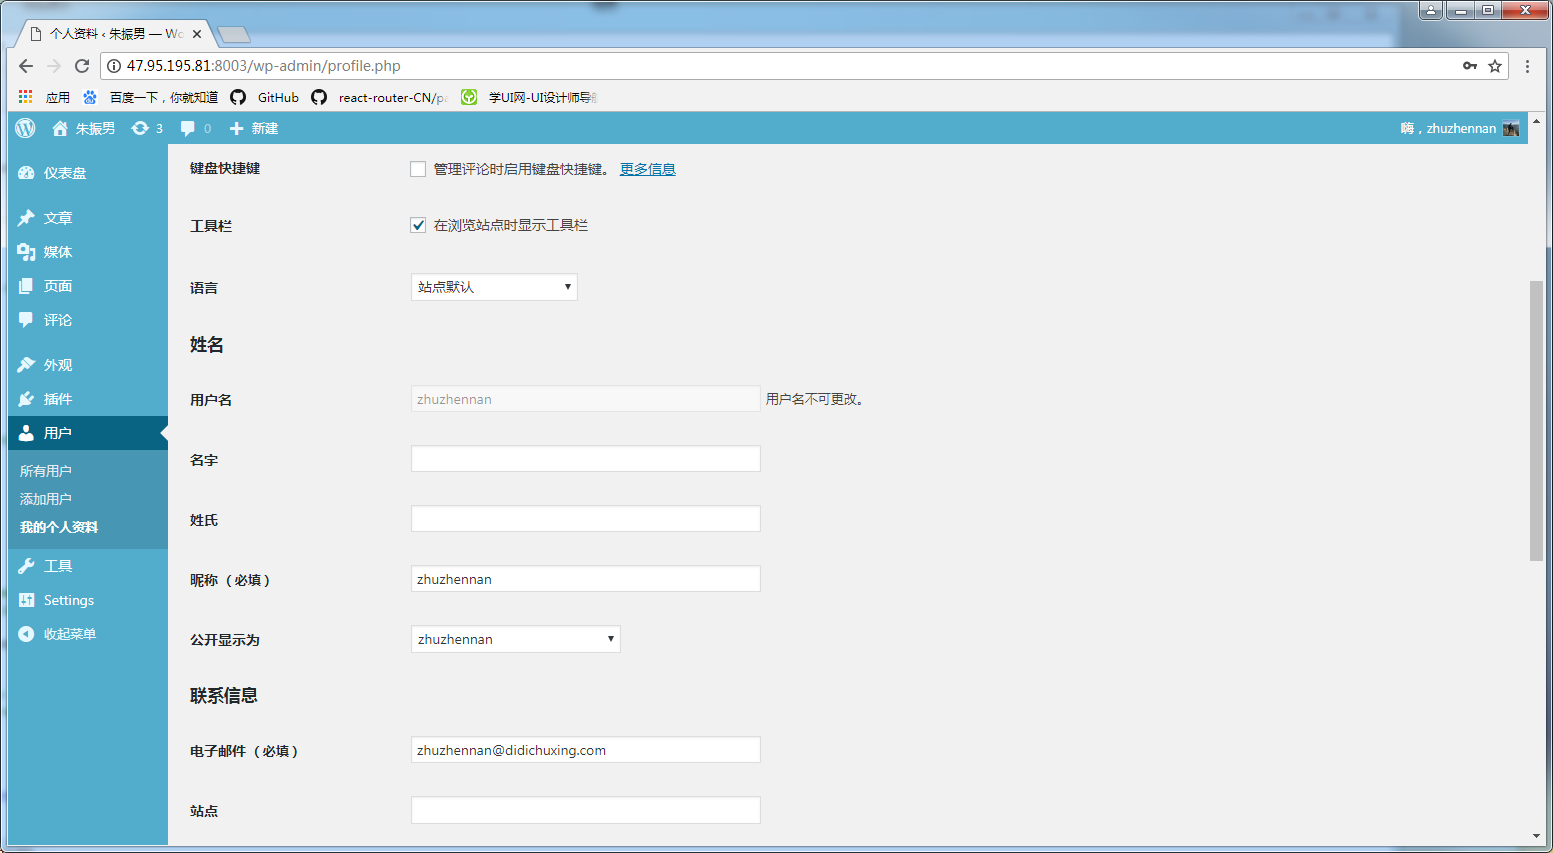 个人资料 ‹ 朱振男 — Wo
47.95.195.81:8003/wp-admin/profile.php
应用 百度一下，你就知道 GitHub react-router-CN/pa 学UI网-UI设计师导航
朱振男 3 0 新建 嗨，zhuzhennan
仪表盘
文章
媒体
页面
评论
外观
插件
用户
所有用户
添加用户
我的个人资料
工具
Settings
收起菜单
键盘快捷键 管理评论时启用键盘快捷键。 更多信息
工具栏 在浏览站点时显示工具栏
语言 站点默认
姓名
用户名 zhuzhennan 用户名不可更改。
名字
姓氏
昵称（必填） zhuzhennan
公开显示为 zhuzhennan
联系信息
电子邮件（必填） zhuzhennan@didichuxing.com
站点